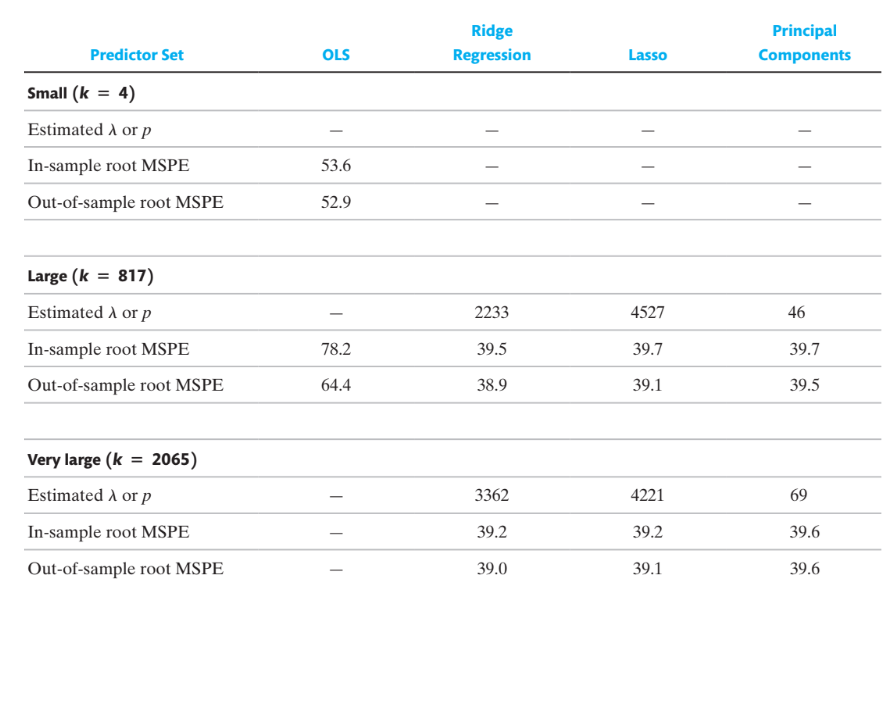 Predictor Set OLS Ridge Regression Lasso Principal Components
Small (k = 4)
Estimated λ or p — — — —
In-sample root MSPE 53.6 — — —
Out-of-sample root MSPE 52.9 — — —
Large (k = 817)
Estimated λ or p — 2233 4527 46
In-sample root MSPE 78.2 39.5 39.7 39.7
Out-of-sample root MSPE 64.4 38.9 39.1 39.5
Very large (k = 2065)
Estimated λ or p — 3362 4221 69
In-sample root MSPE — 39.2 39.2 39.6
Out-of-sample root MSPE — 39.0 39.1 39.6